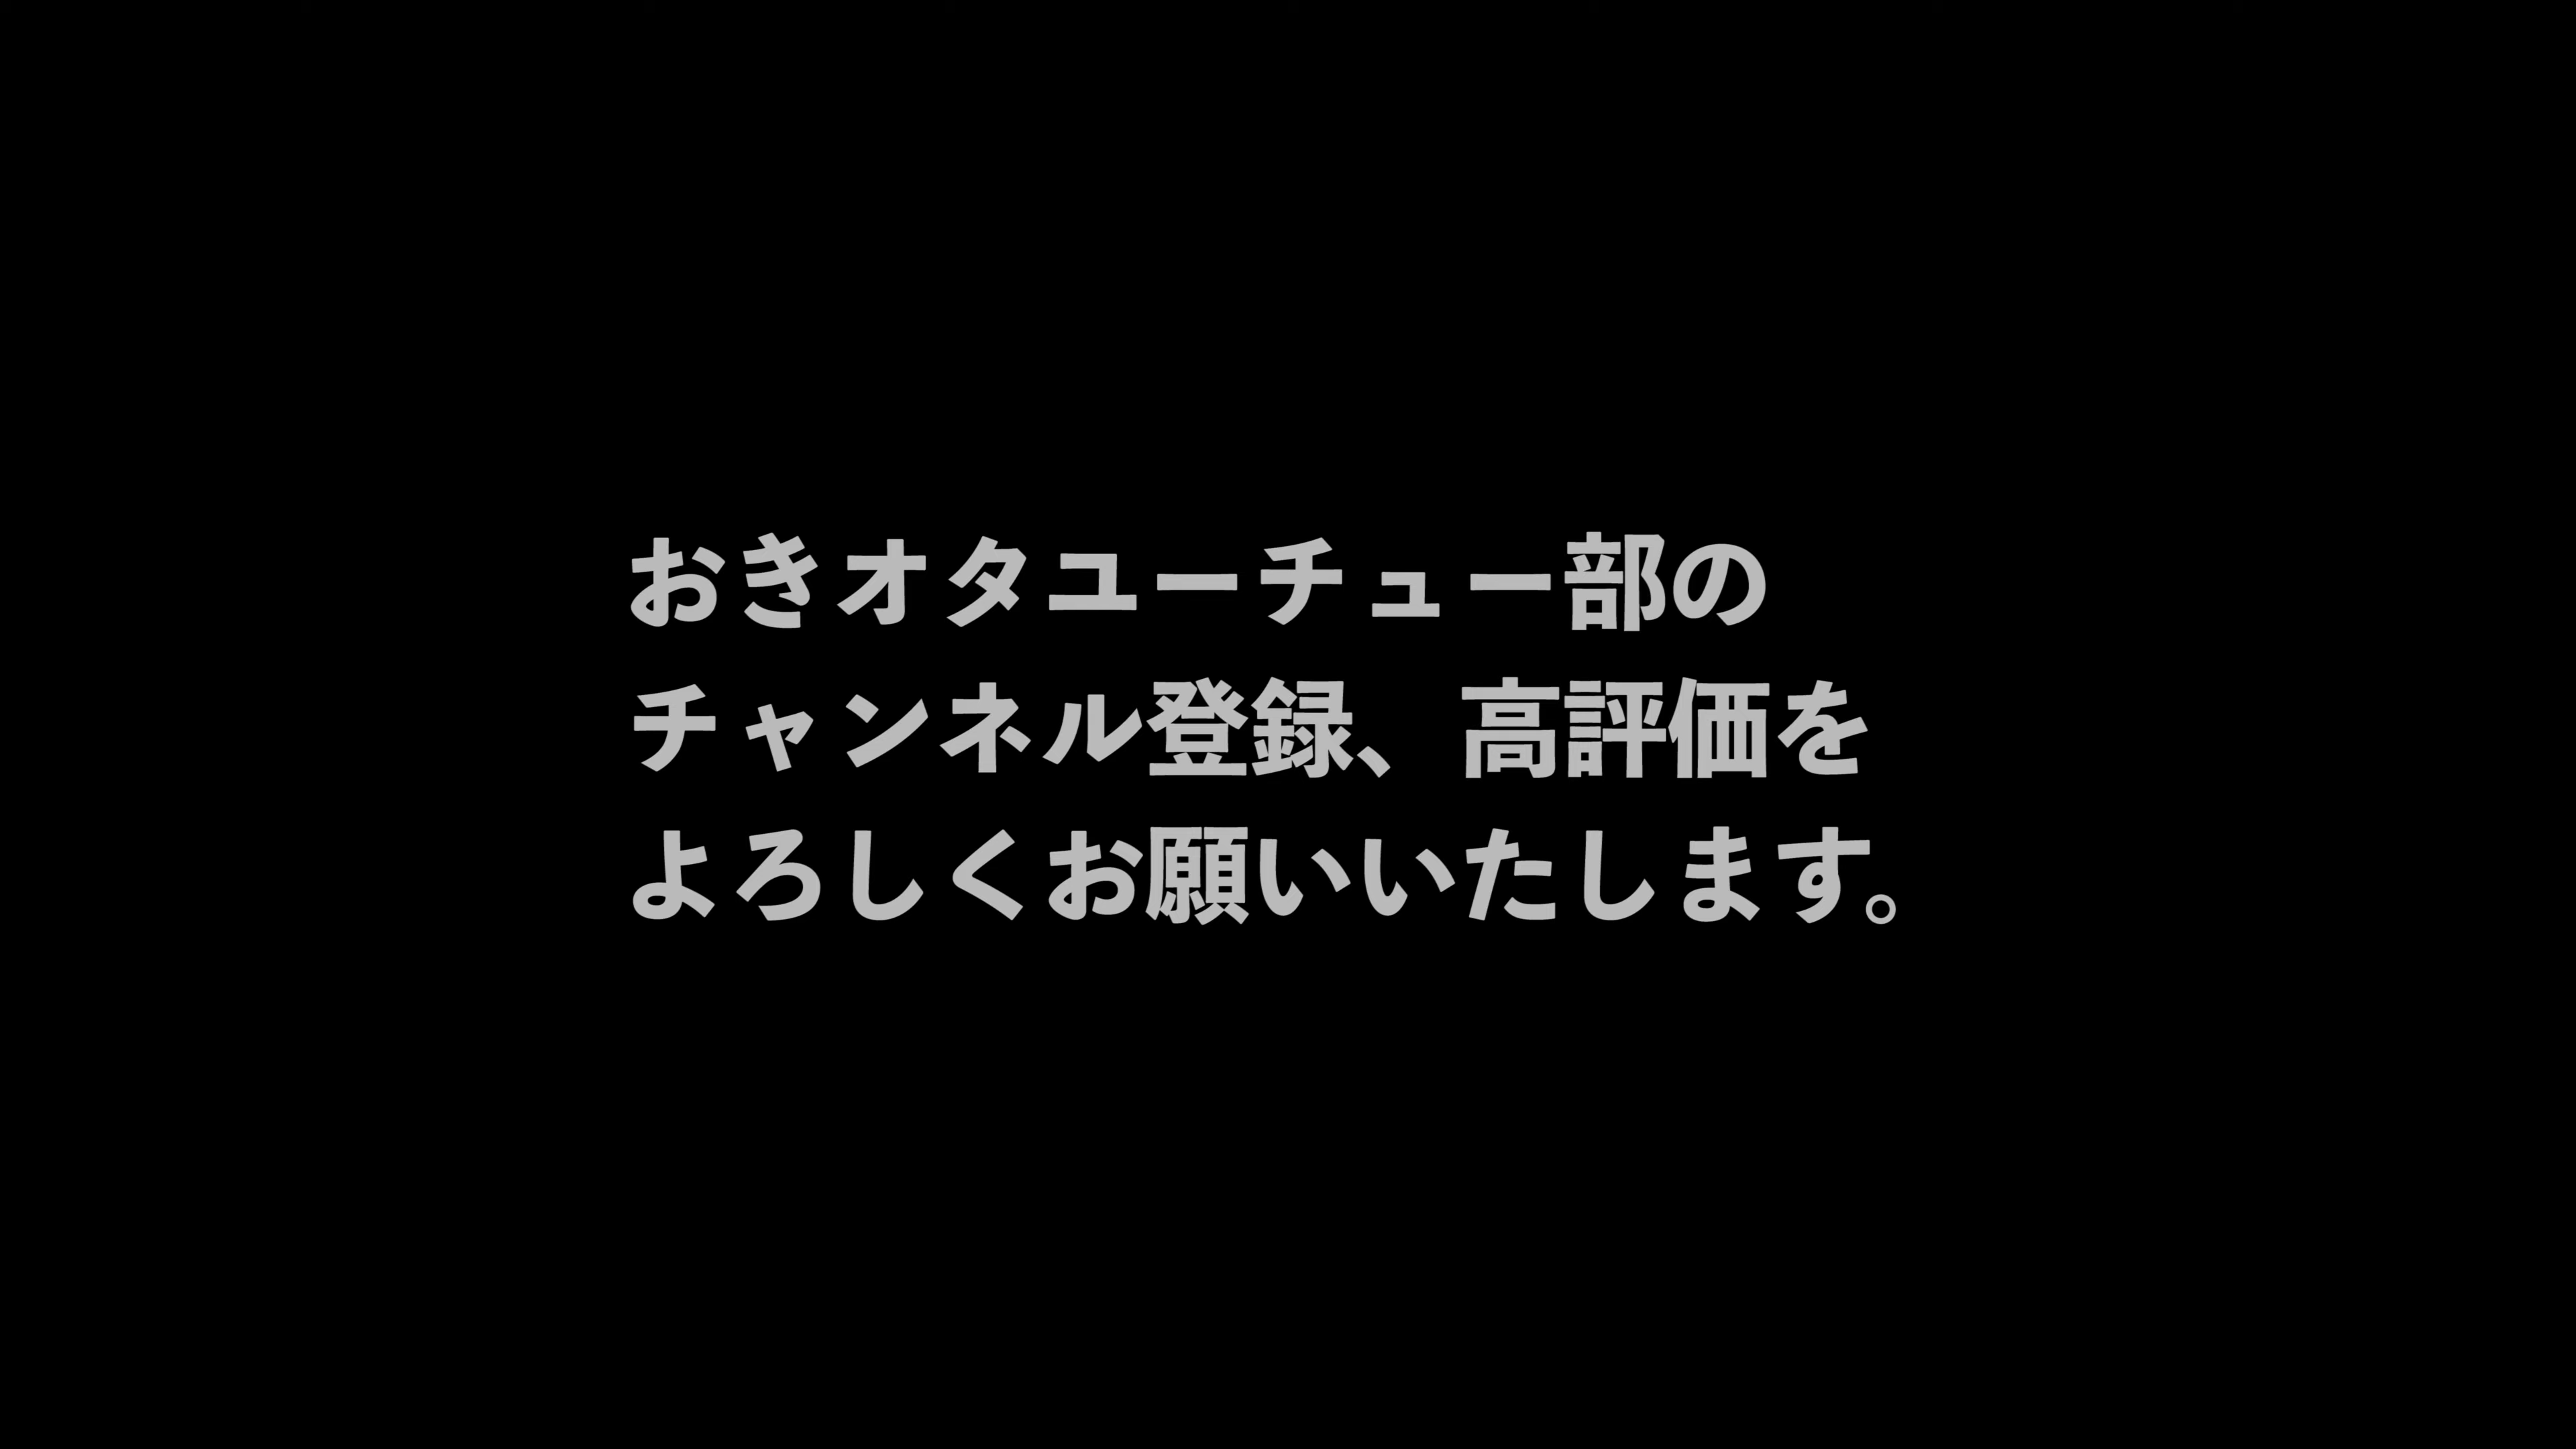 おきオタユーチュー部の
チャンネル登録、高評価を
よろしくお願いいたします。